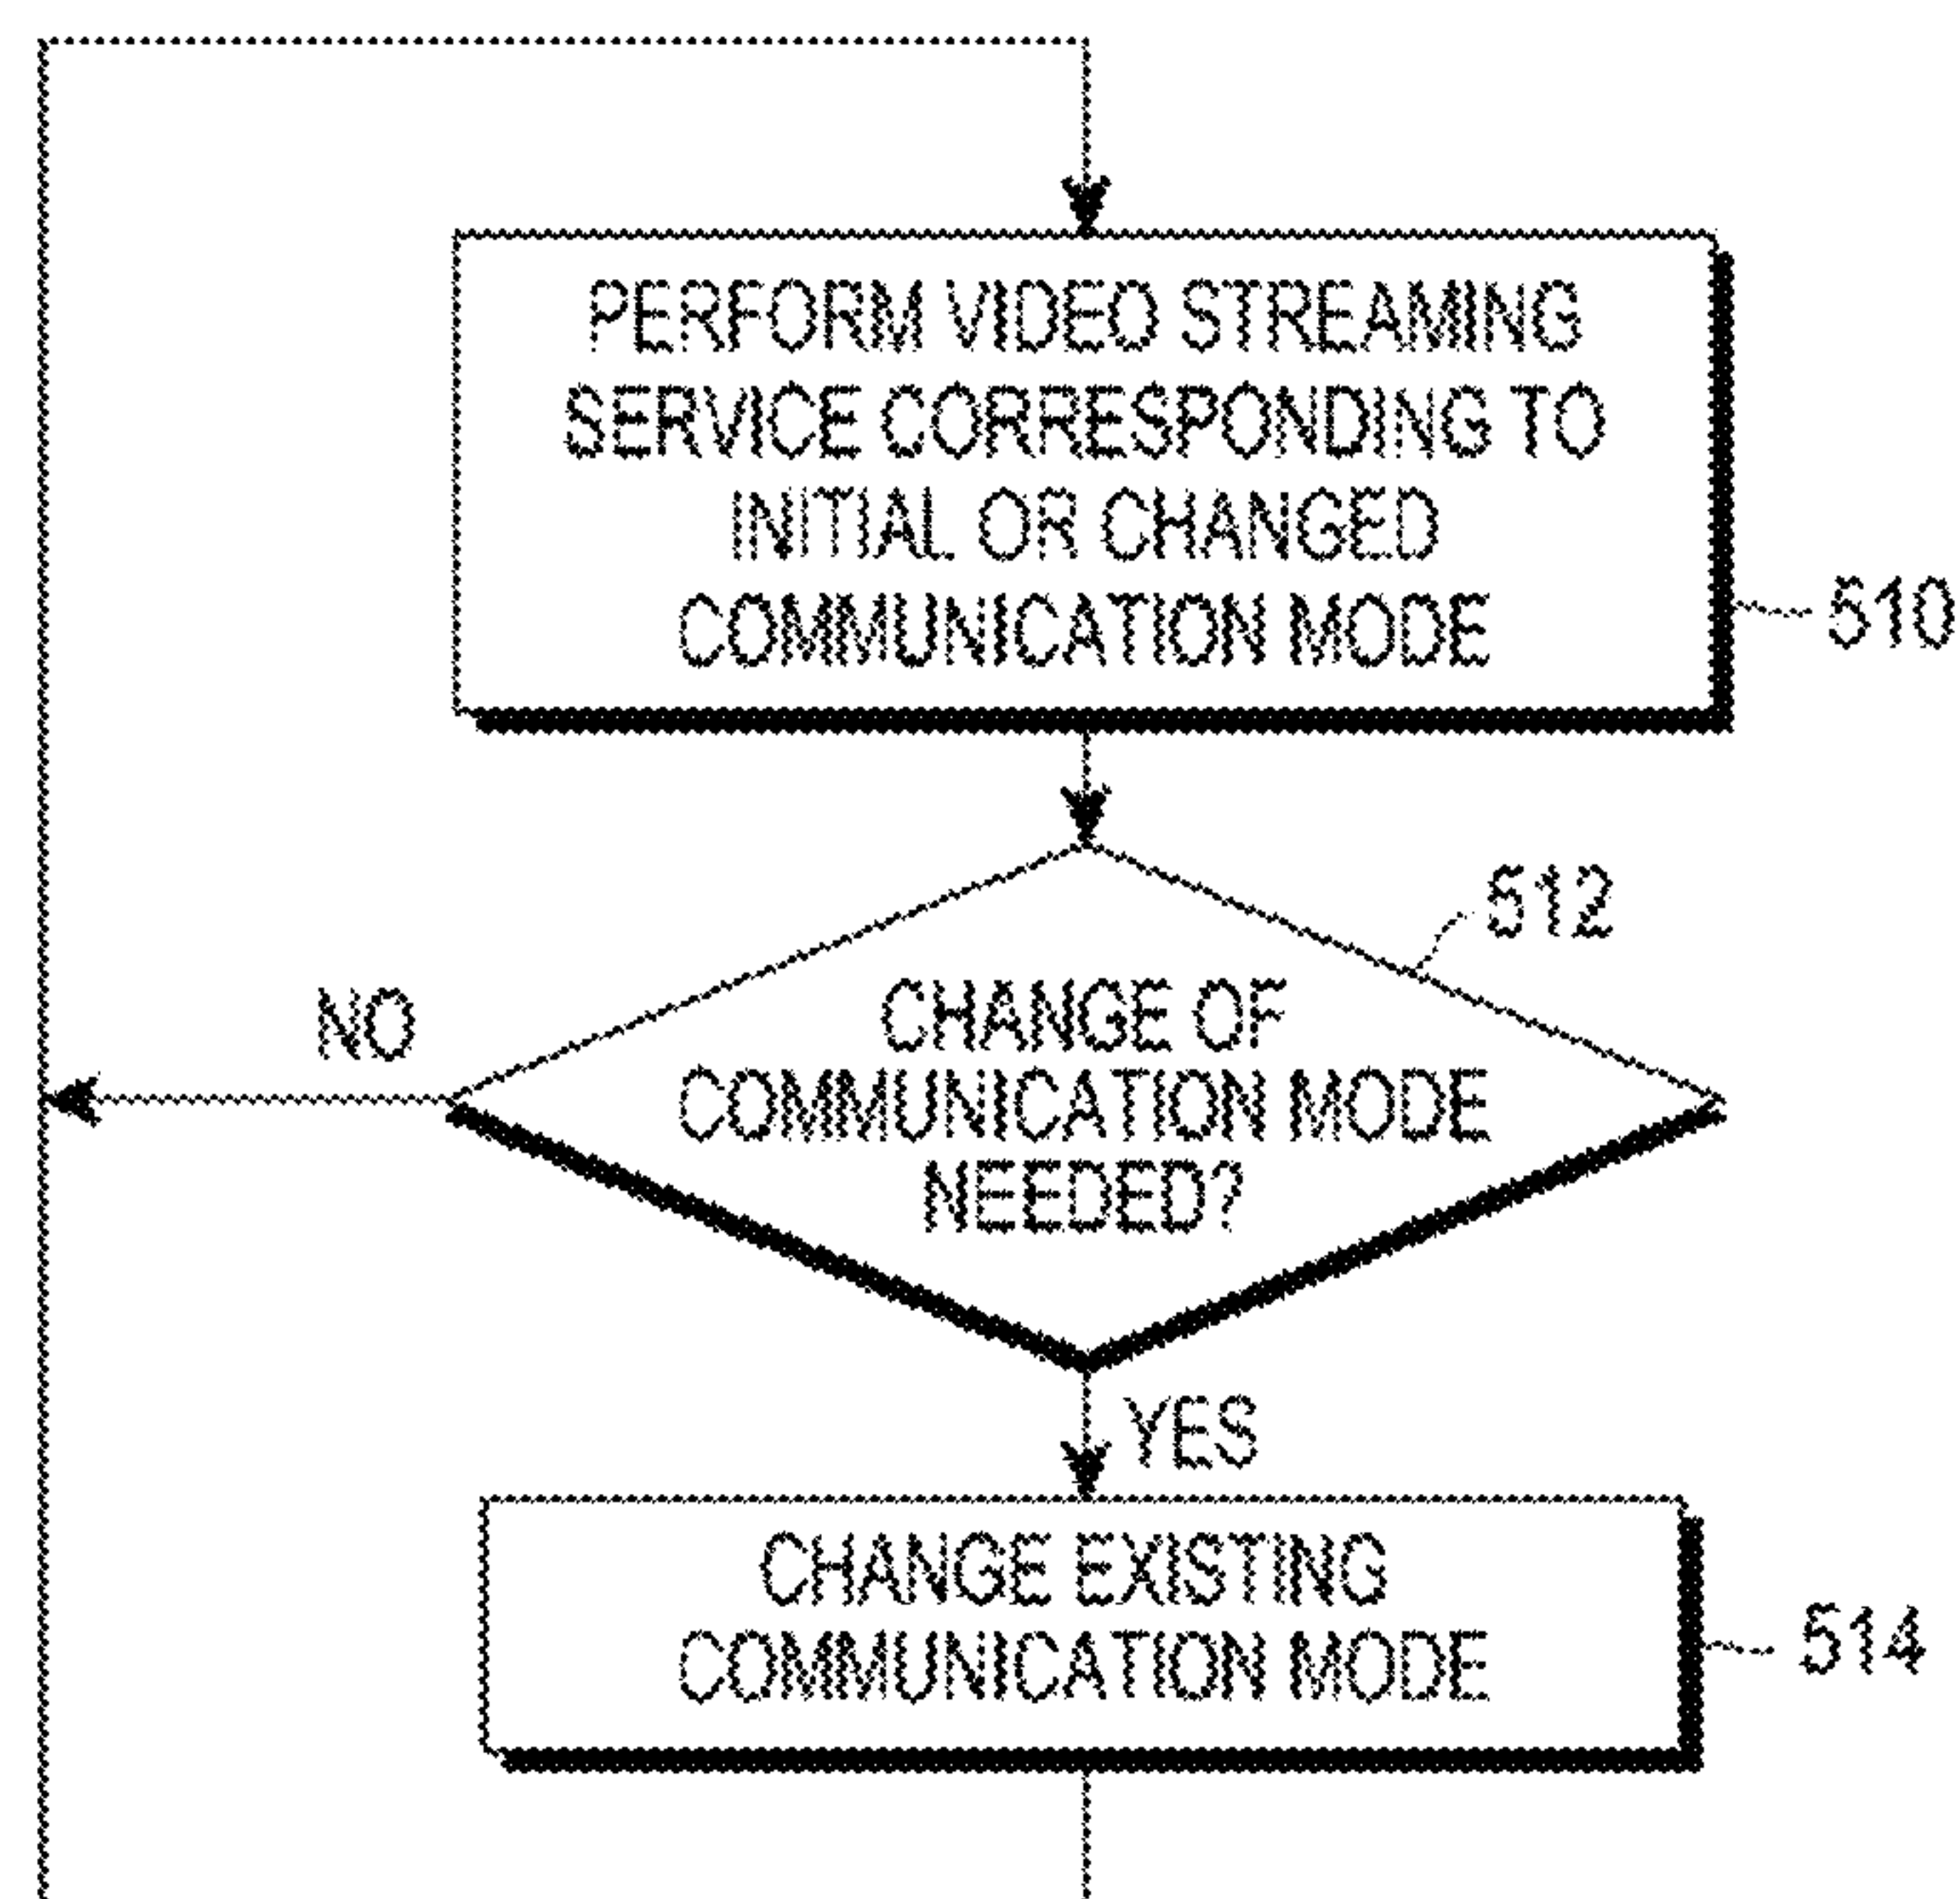 PERFORM VIDEO STREAMING
SERVICE CORRESPONDING TO
INITIAL OR CHANGED
COMMUNICATION MODE
510
512
CHANGE OF
COMMUNICATION MODE
NEEDED?
NO
YES
CHANGE EXISTING
COMMUNICATION MODE
514